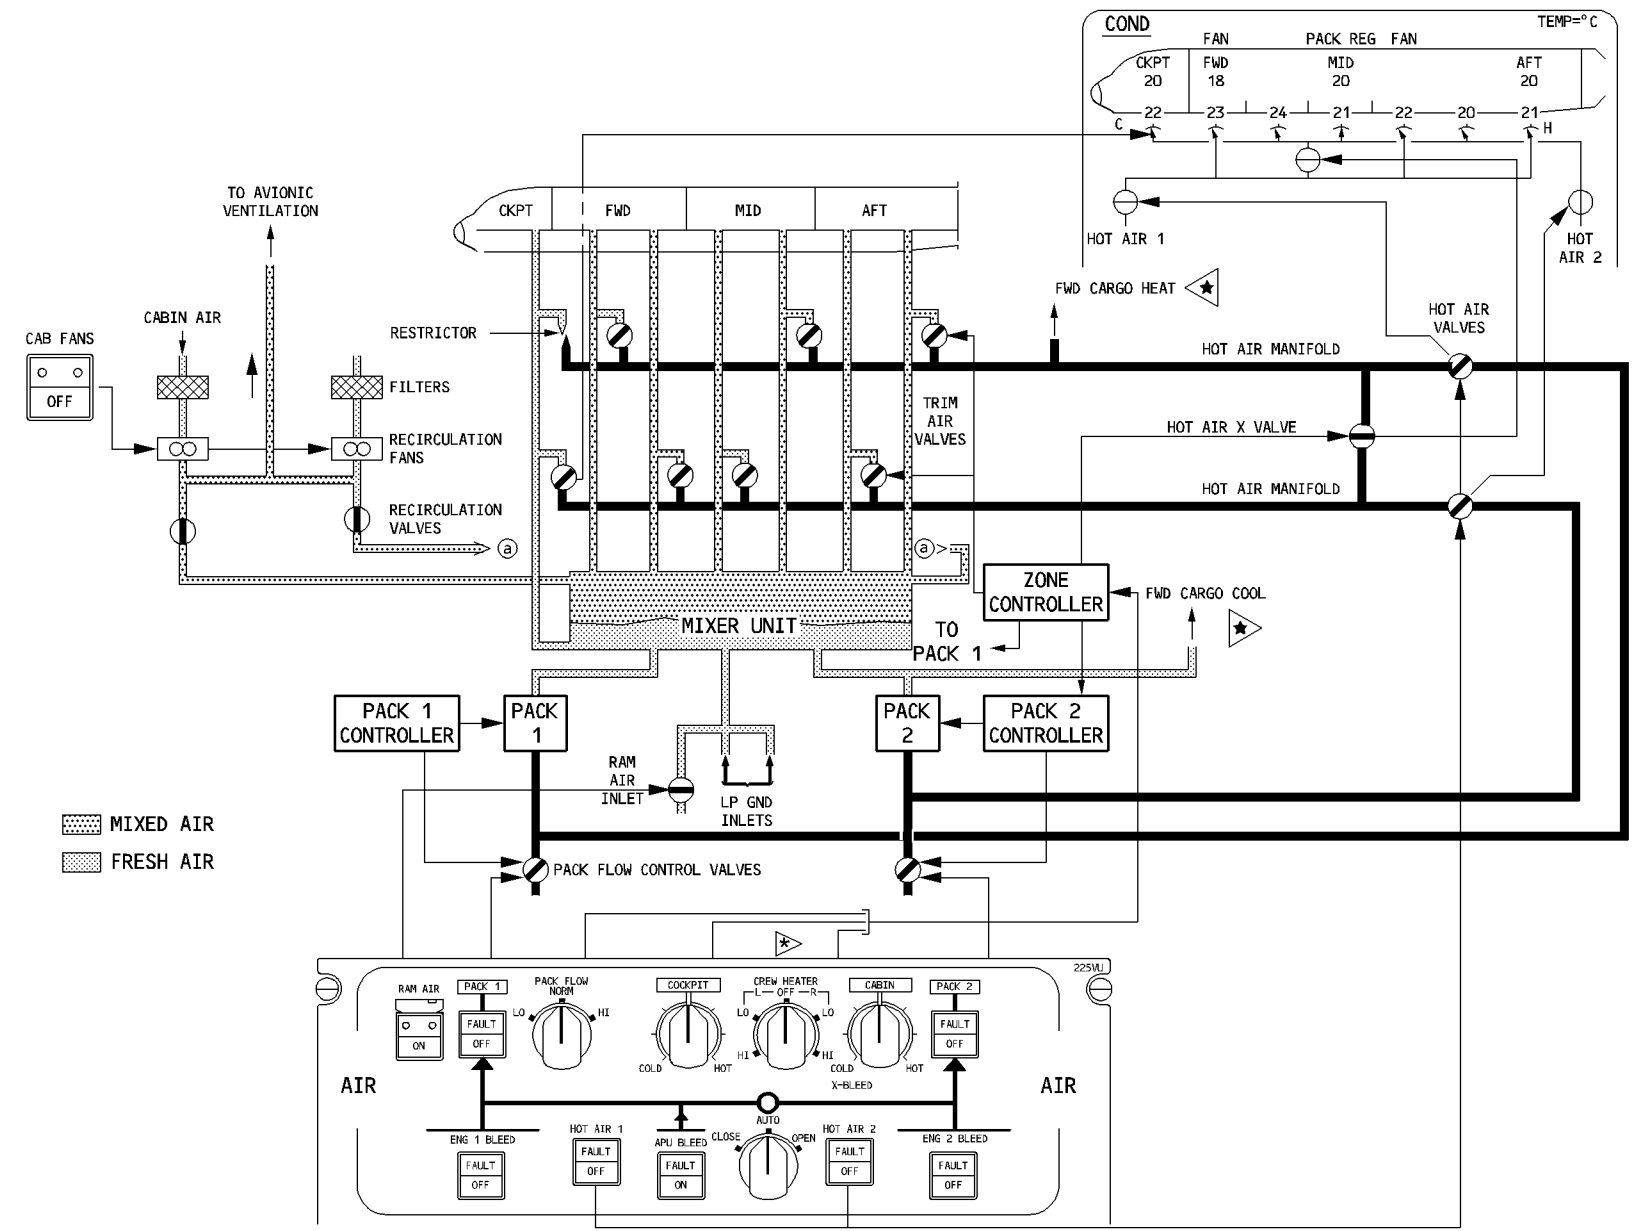 COND
TEMP=°C
FAN
PACK REG FAN
CKPT
FWD
MID
AFT
20
18
20
20
22
23
24
21
22
20
21
C
H
HOT AIR 1
HOT
AIR 2
TO AVIONIC
VENTILATION
CKPT
FWD
MID
AFT
CABIN AIR
CAB FANS
OFF
FILTERS
RECIRCULATION
FANS
RECIRCULATION
VALVES
a
RESTRICTOR
FWD CARGO HEAT
HOT AIR
VALVES
HOT AIR MANIFOLD
TRIM
AIR
VALVES
HOT AIR X VALVE
HOT AIR MANIFOLD
a
ZONE
CONTROLLER
FWD CARGO COOL
MIXER UNIT
TO
PACK 1
PACK 1
CONTROLLER
PACK
1
PACK
2
PACK 2
CONTROLLER
RAM
AIR
INLET
LP GND
INLETS
MIXED AIR
FRESH AIR
PACK FLOW CONTROL VALVES
*
225VU
RAM AIR
ON
PACK 1
FAULT
OFF
PACK FLOW
NORM
LO
HI
COCKPIT
COLD
HOT
CREW HEATER
L OFF R
LO
LO
HI
HI
CABIN
COLD
HOT
PACK 2
FAULT
OFF
AIR
AIR
X-BLEED
AUTO
CLOSE
OPEN
ENG 1 BLEED
FAULT
OFF
HOT AIR 1
FAULT
OFF
APU BLEED
FAULT
ON
HOT AIR 2
FAULT
OFF
ENG 2 BLEED
FAULT
OFF